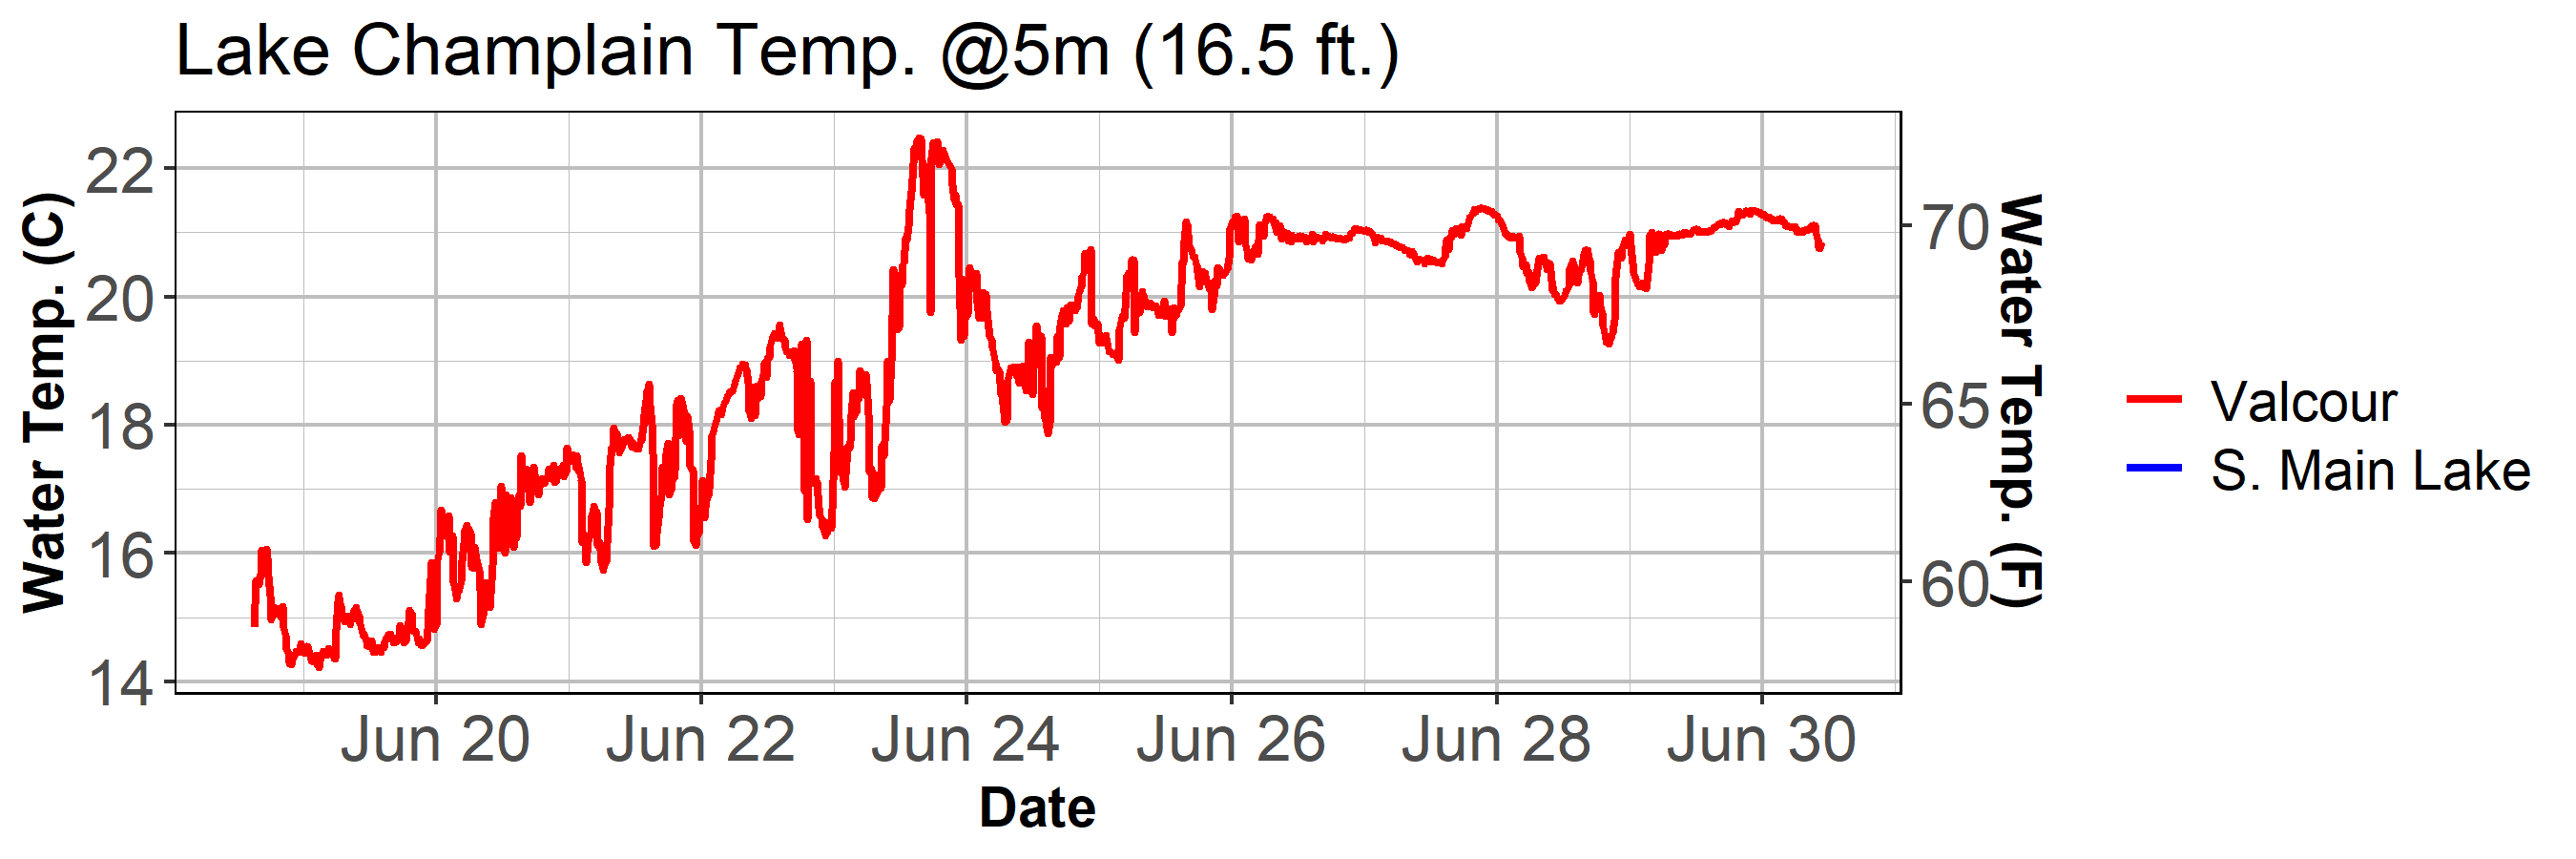 Lake Champlain Temp. @5m (16.5 ft.)
Water Temp. (C)
22
20
18
16
14
70
65
60
Water Temp. (F)
Jun 20
Jun 22
Jun 24
Jun 26
Jun 28
Jun 30
Date
Valcour
S. Main Lake